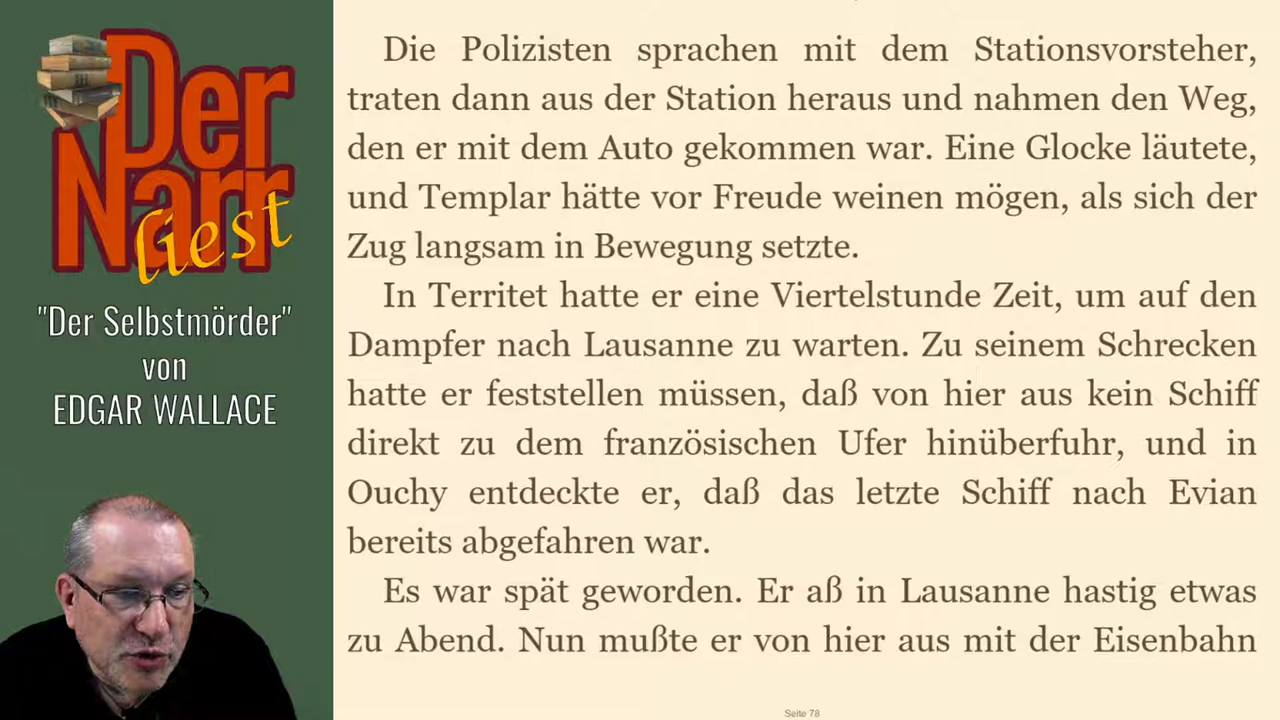 Der
Narr
liest
"Der Selbstmörder"
von
EDGAR WALLACE
Die Polizisten sprachen mit dem Stationsvorsteher,
traten dann aus der Station heraus und nahmen den Weg,
den er mit dem Auto gekommen war. Eine Glocke läutete,
und Templar hätte vor Freude weinen mögen, als sich der
Zug langsam in Bewegung setzte.
In Territet hatte er eine Viertelstunde Zeit, um auf den
Dampfer nach Lausanne zu warten. Zu seinem Schrecken
hatte er feststellen müssen, daß von hier aus kein Schiff
direkt zu dem französischen Ufer hinüberfuhr, und in
Ouchy entdeckte er, daß das letzte Schiff nach Evian
bereits abgefahren war.
Es war spät geworden. Er aß in Lausanne hastig etwas
zu Abend. Nun mußte er von hier aus mit der Eisenbahn
Seite 78